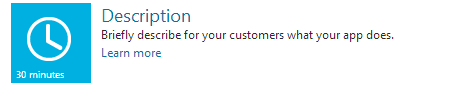 Description
Briefly describe for your customers what your app does.
Learn more
30 minutes